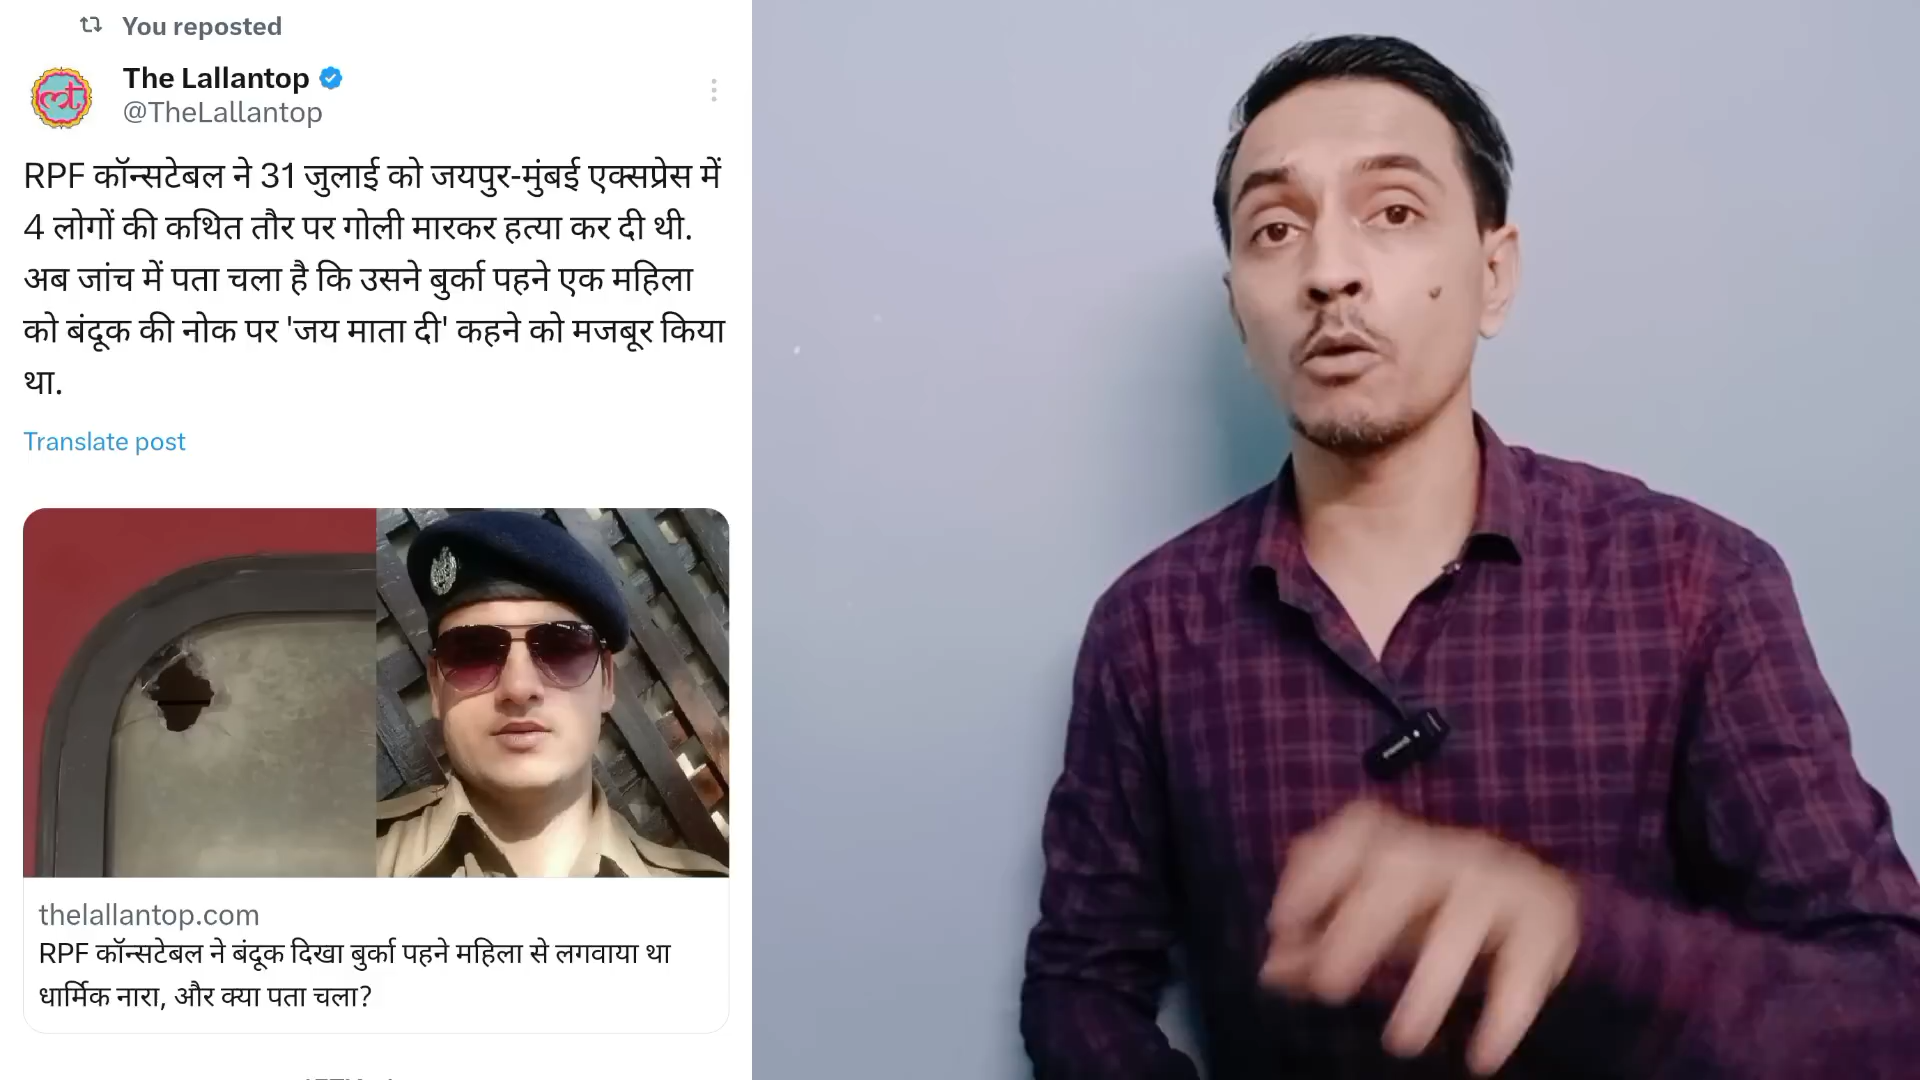 You reposted
The Lallantop
@TheLallantop
RPF कॉन्सटेबल ने 31 जुलाई को जयपुर-मुंबई एक्सप्रेस में
4 लोगों की कथित तौर पर गोली मारकर हत्या कर दी थी.
अब जांच में पता चला है कि उसने बुर्का पहने एक महिला
को बंदूक की नोक पर 'जय माता दी' कहने को मजबूर किया
था.
Translate post
thelallantop.com
RPF कॉन्सटेबल ने बंदूक दिखा बुर्का पहने महिला से लगवाया था
धार्मिक नारा, और क्या पता चला?